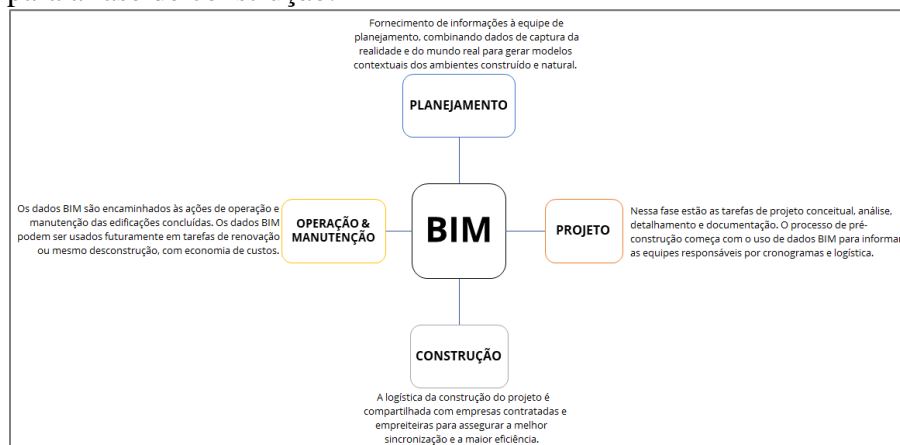 Fornecimento de informações à equipe de
planejamento, combinando dados de captura da
realidade e do mundo real para gerar modelos
contextuais dos ambientes construído e natural.
PLANEJAMENTO
Os dados BIM são encaminhados às ações de operação e
manutenção das edificações concluídas. Os dados BIM
podem ser usados futuramente em tarefas de renovação
ou mesmo desconstrução, com economia de custos.
OPERAÇÃO &
MANUTENÇÃO
BIM
PROJETO
Nessa fase estão as tarefas de projeto conceitual, análise,
detalhamento e documentação. O processo de pré-
construção começa com o uso de dados BIM para informar
as equipes responsáveis por cronogramas e logística.
CONSTRUÇÃO
A logística da construção do projeto é
compartilhada com empresas contratadas e
empreiteiras para assegurar a melhor
sincronização e a maior eficiência.